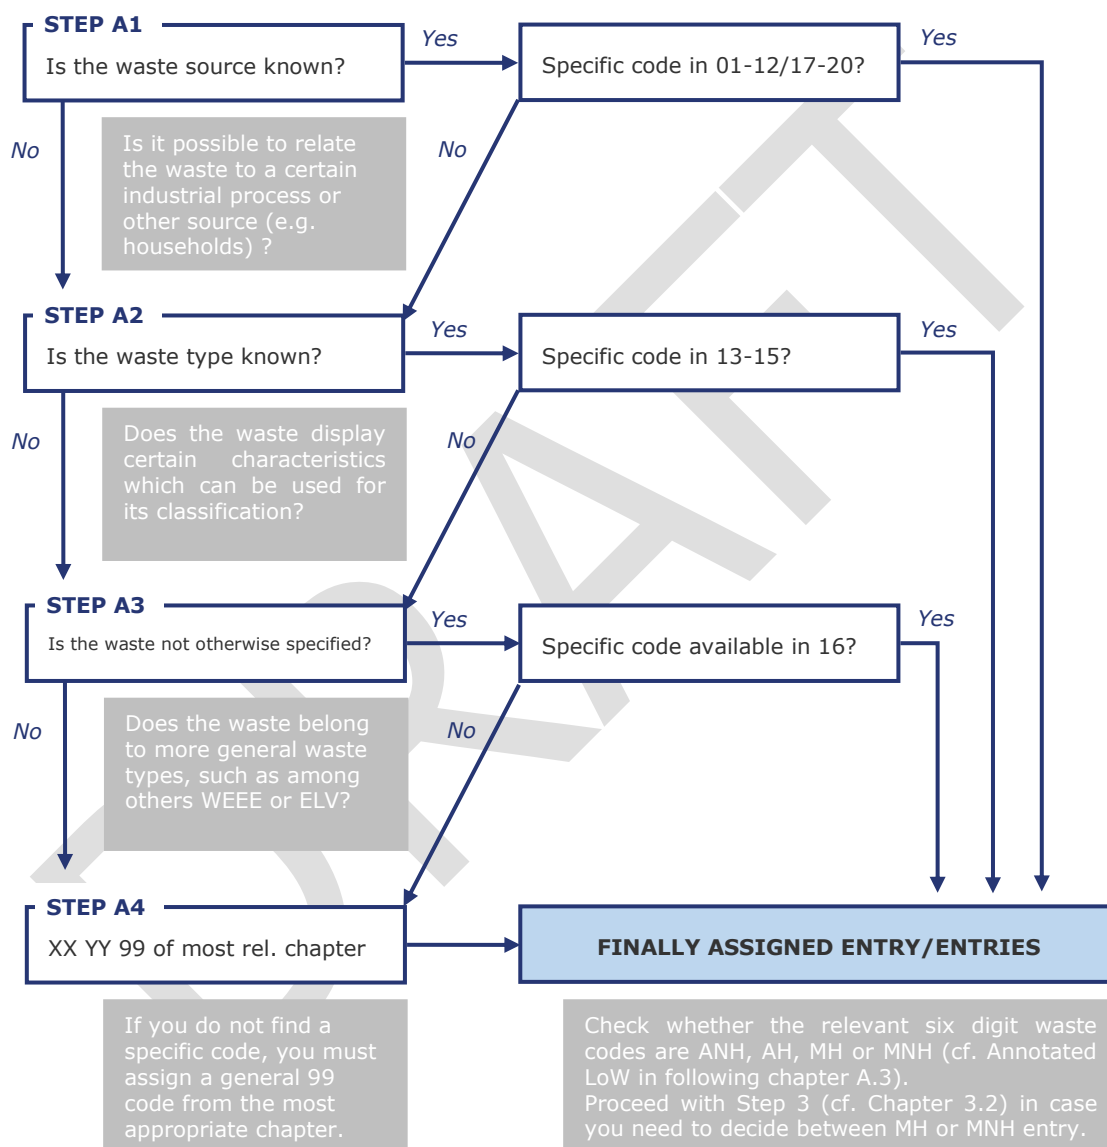 STEP A1
Is the waste source known?
Yes
Specific code in 01-12/17-20?
Yes
No
Is it possible to relate
the waste to a certain
industrial process or
other source (e.g.
households) ?
No
STEP A2
Is the waste type known?
Yes
Specific code in 13-15?
Yes
No
Does the waste display
certain characteristics
which can be used for
its classification?
No
STEP A3
Is the waste not otherwise specified?
Yes
Specific code available in 16?
Yes
No
Does the waste belong
to more general waste
types, such as among
others WEEE or ELV?
No
STEP A4
XX YY 99 of most rel. chapter
FINALLY ASSIGNED ENTRY/ENTRIES
If you do not find a
specific code, you must
assign a general 99
code from the most
appropriate chapter.
Check whether the relevant six digit waste
codes are ANH, AH, MH or MNH (cf. Annotated
LoW in following chapter A.3).
Proceed with Step 3 (cf. Chapter 3.2) in case
you need to decide between MH or MNH entry.
DRAFT